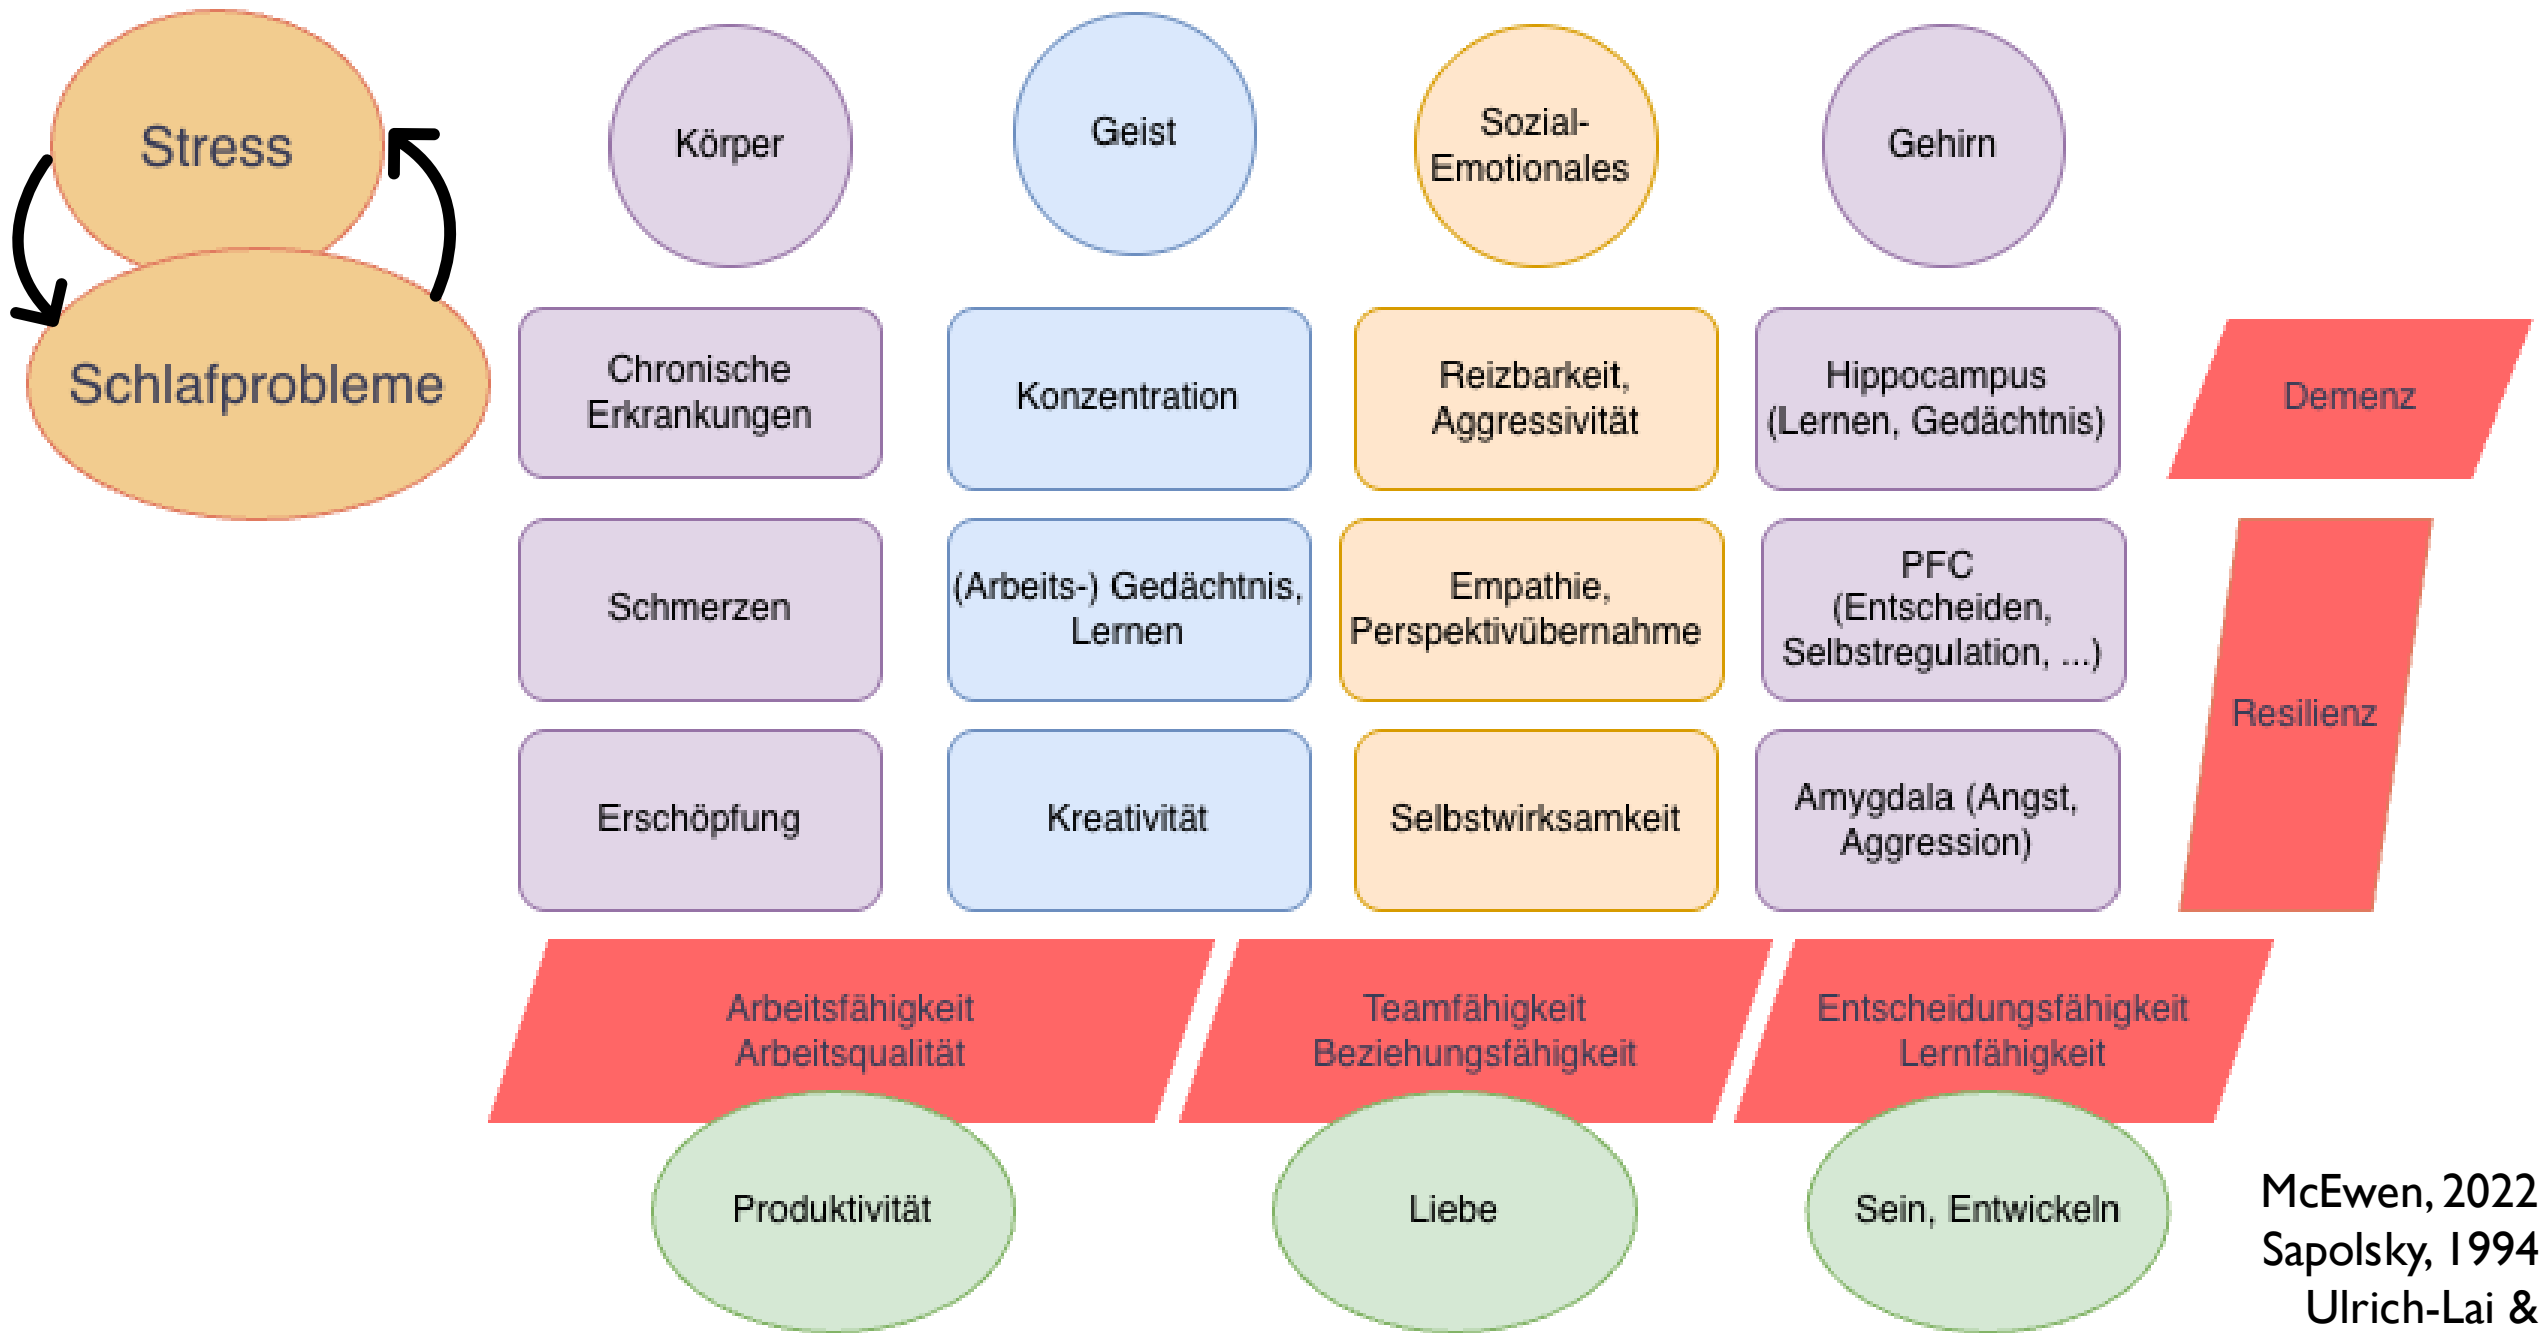 Stress
Schlafprobleme
Körper
Geist
Sozial-
Emotionales
Gehirn
Chronische
Erkrankungen
Konzentration
Reizbarkeit,
Aggressivität
Hippocampus
(Lernen, Gedächtnis)
Demenz
Schmerzen
(Arbeits-) Gedächtnis,
Lernen
Empathie,
Perspektivübernahme
PFC
(Entscheiden,
Selbstregulation, ...)
Resilienz
Erschöpfung
Kreativität
Selbstwirksamkeit
Amygdala (Angst,
Aggression)
Arbeitsfähigkeit
Arbeitsqualität
Teamfähigkeit
Beziehungsfähigkeit
Entscheidungsfähigkeit
Lernfähigkeit
Produktivität
Liebe
Sein, Entwickeln
McEwen, 2022
Sapolsky, 1994
Ulrich-Lai &